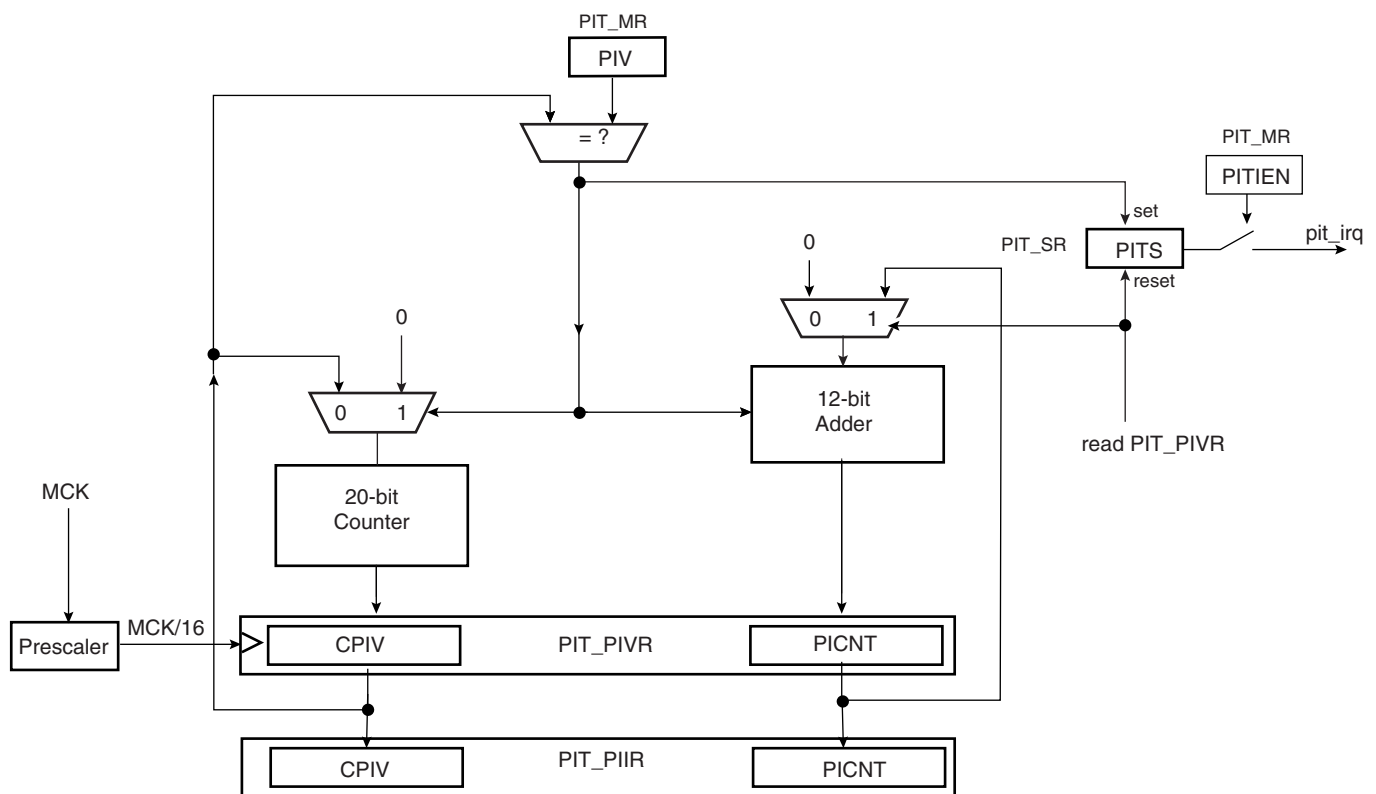 PIT_MR
PIV
= ?
PIT_MR
PITIEN
set
PIT_SR
PITS
pit_irq
reset
0
0 1
0
0 1
12-bit
Adder
read PIT_PIVR
20-bit
Counter
MCK
Prescaler
MCK/16
CPIV
PIT_PIVR
PICNT
CPIV
PIT_PIIR
PICNT